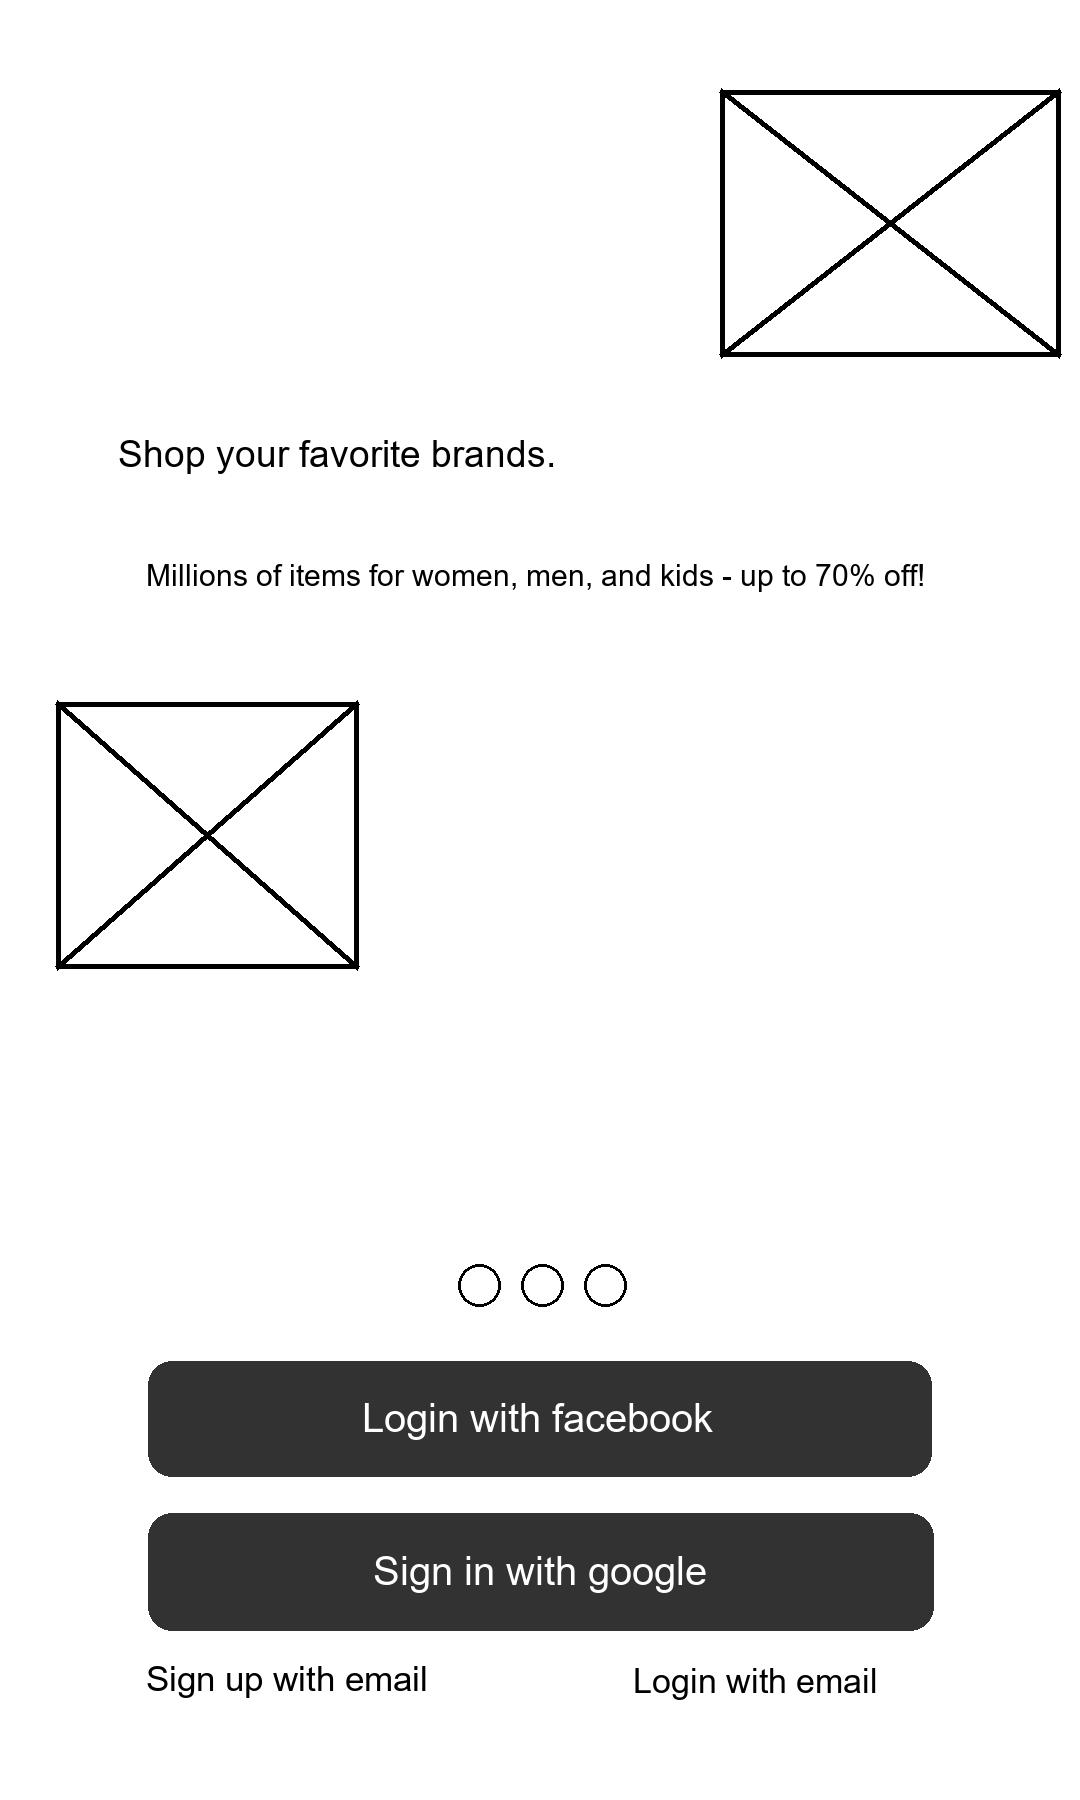 Shop your favorite brands.
Millions of items for women, men, and kids - up to 70% off!
Login with facebook
Sign in with google
Sign up with email
Login with email